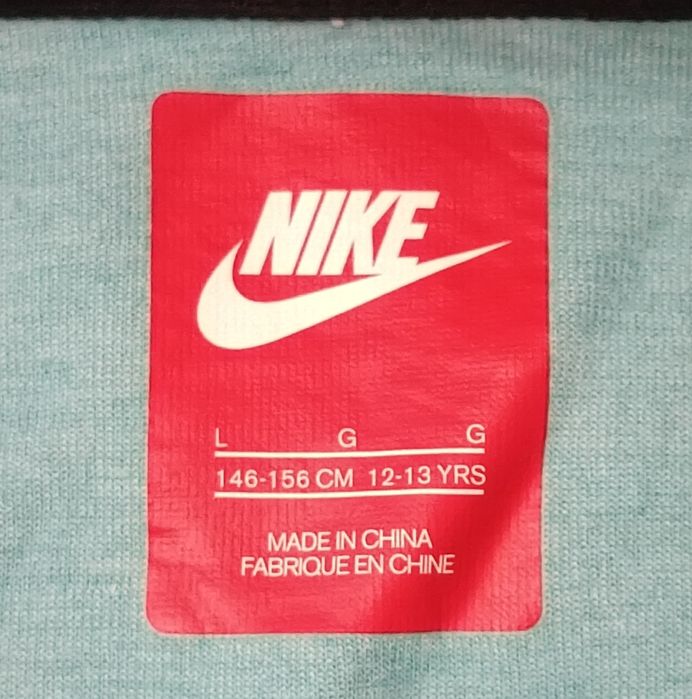 NIKE
L G G
146-156 CM 12-13 YRS
MADE IN CHINA
FABRIQUE EN CHINE